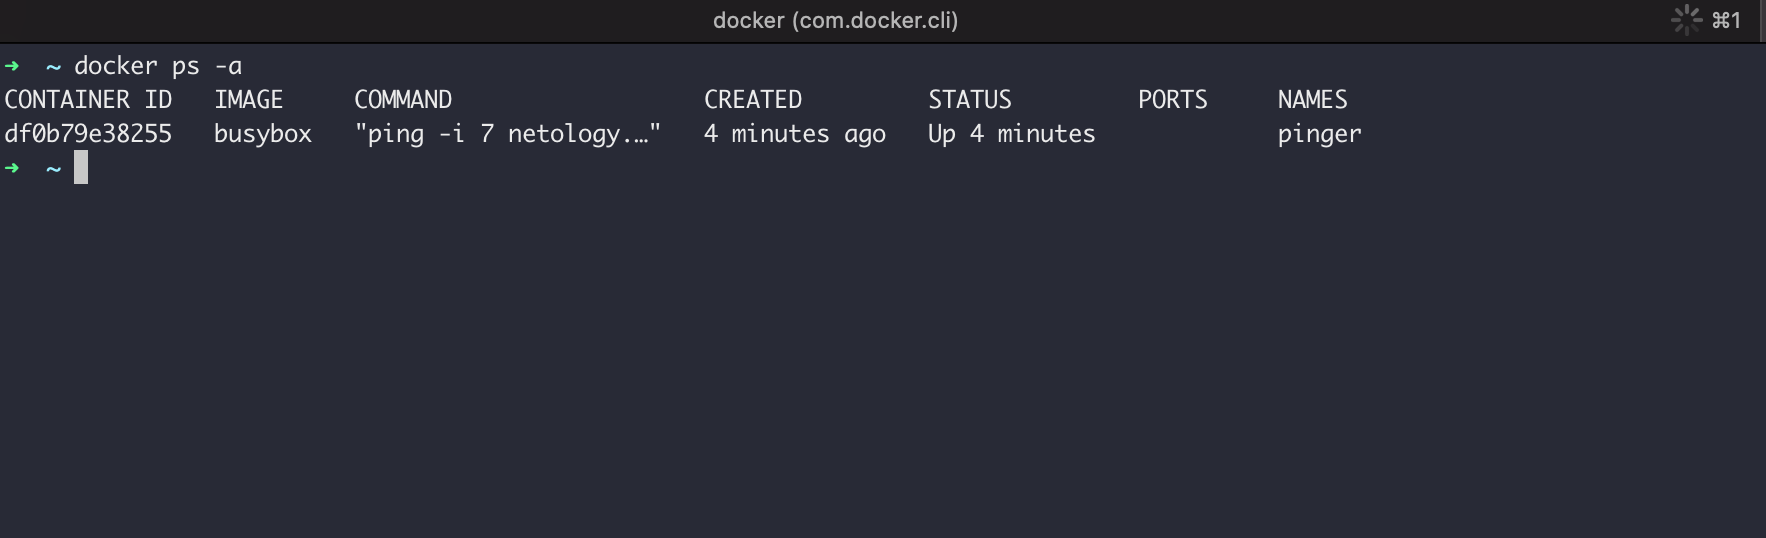 docker (com.docker.cli) ⌘1
➜ ~ docker ps -a
CONTAINER ID IMAGE COMMAND CREATED STATUS PORTS NAMES
df0b79e38255 busybox "ping -i 7 netology.…" 4 minutes ago Up 4 minutes pinger
➜ ~